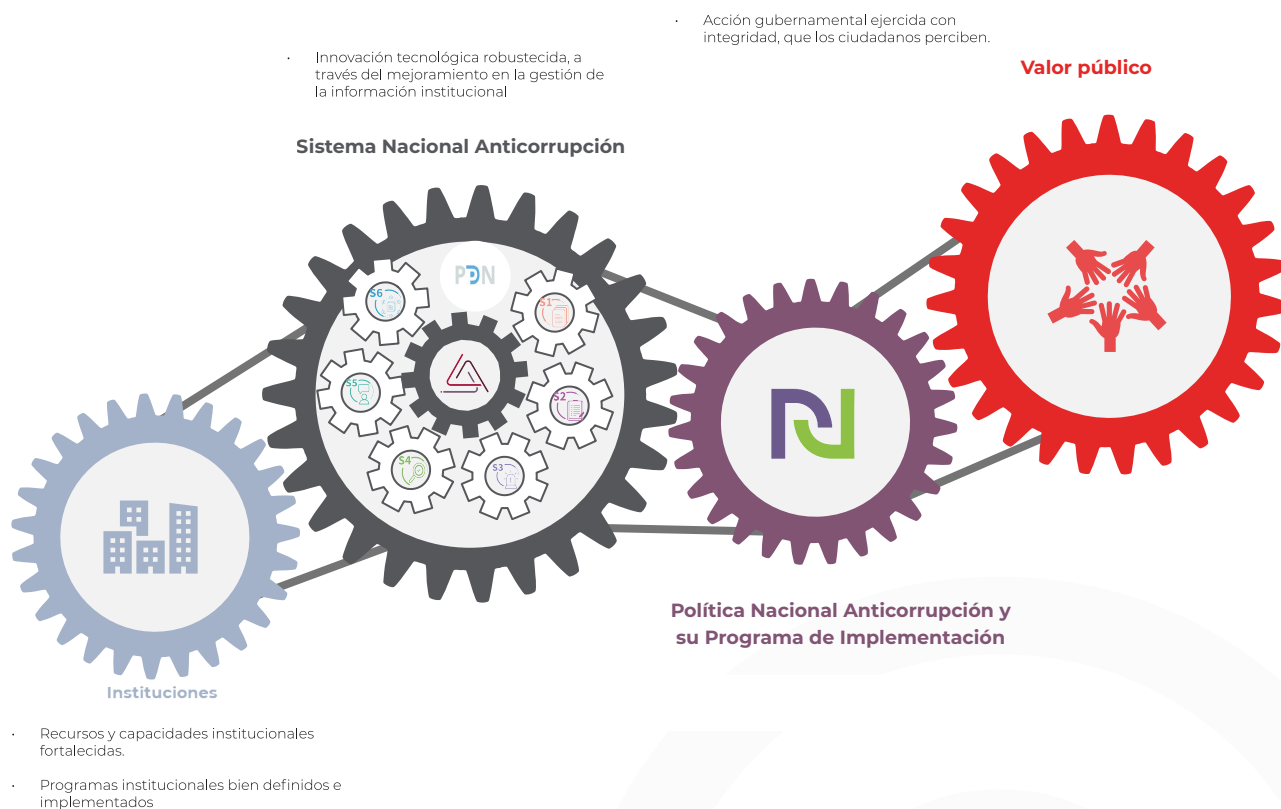 · Acción gubernamental ejercida con
integridad, que los ciudadanos perciben.
· Innovación tecnológica robustecida, a
través del mejoramiento en la gestión de
la información institucional
Valor público
Sistema Nacional Anticorrupción
PDN
S6
S1
S5
S2
S4
S3
Política Nacional Anticorrupción y
su Programa de Implementación
Instituciones
· Recursos y capacidades institucionales
fortalecidas.
· Programas institucionales bien definidos e
implementados